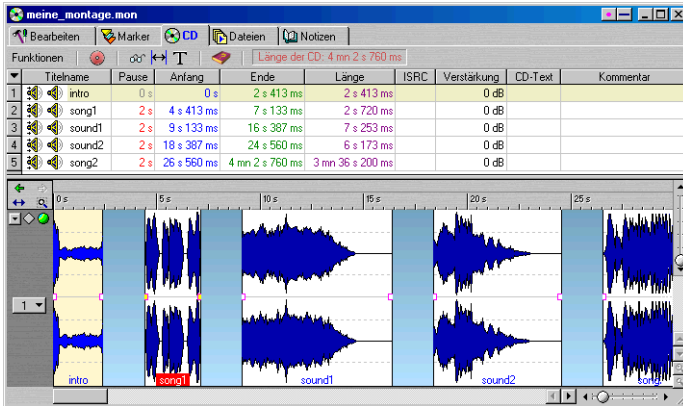 meine_montage.mon
Bearbeiten Marker CD Dateien Notizen
Funktionen T Länge der CD: 4 mn 2 s 760 ms
Titelname Pause Anfang Ende Länge ISRC Verstärkung CD-Text Kommentar
1 intro 0 s 0 s 2 s 413 ms 2 s 413 ms 0 dB
2 song1 2 s 4 s 413 ms 7 s 133 ms 2 s 720 ms 0 dB
3 sound1 2 s 9 s 133 ms 16 s 387 ms 7 s 253 ms 0 dB
4 sound2 2 s 18 s 387 ms 24 s 560 ms 6 s 173 ms 0 dB
5 song2 2 s 26 s 560 ms 4 mn 2 s 760 ms 3 mn 36 s 200 ms 0 dB
0 s 5 s 10 s 15 s 20 s 25 s
1
intro song1 sound1 sound2